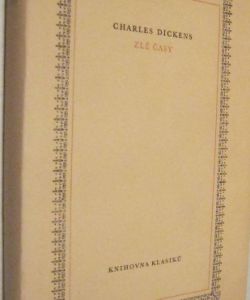 CHARLES DICKENS
ZLÉ ČASY
KNIHOVNA KLASIKŮ